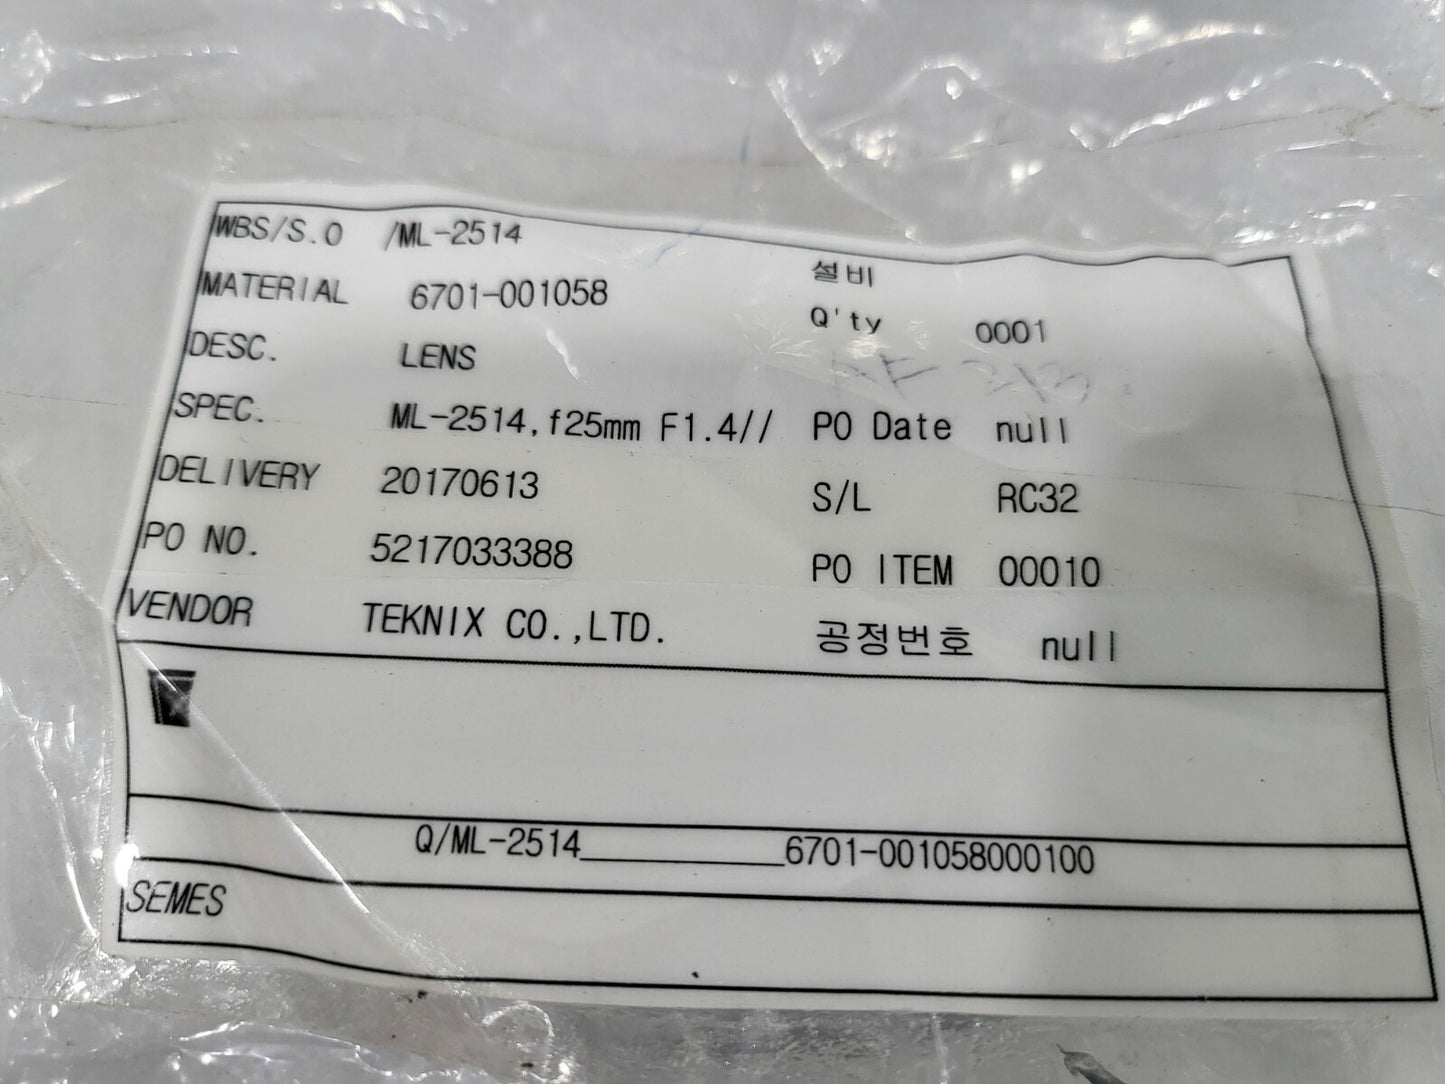 WBS/S.O /ML-2514
설비
MATERIAL 6701-001058
Q'ty 0001
DESC. LENS
SPEC. ML-2514,f25mm F1.4// PO Date null
DELIVERY 20170613 S/L RC32
PO NO. 5217033388 PO ITEM 00010
VENDOR TEKNIX CO.,LTD. 공정번호 null
Q/ML-2514__________6701-001058000100
SEMES